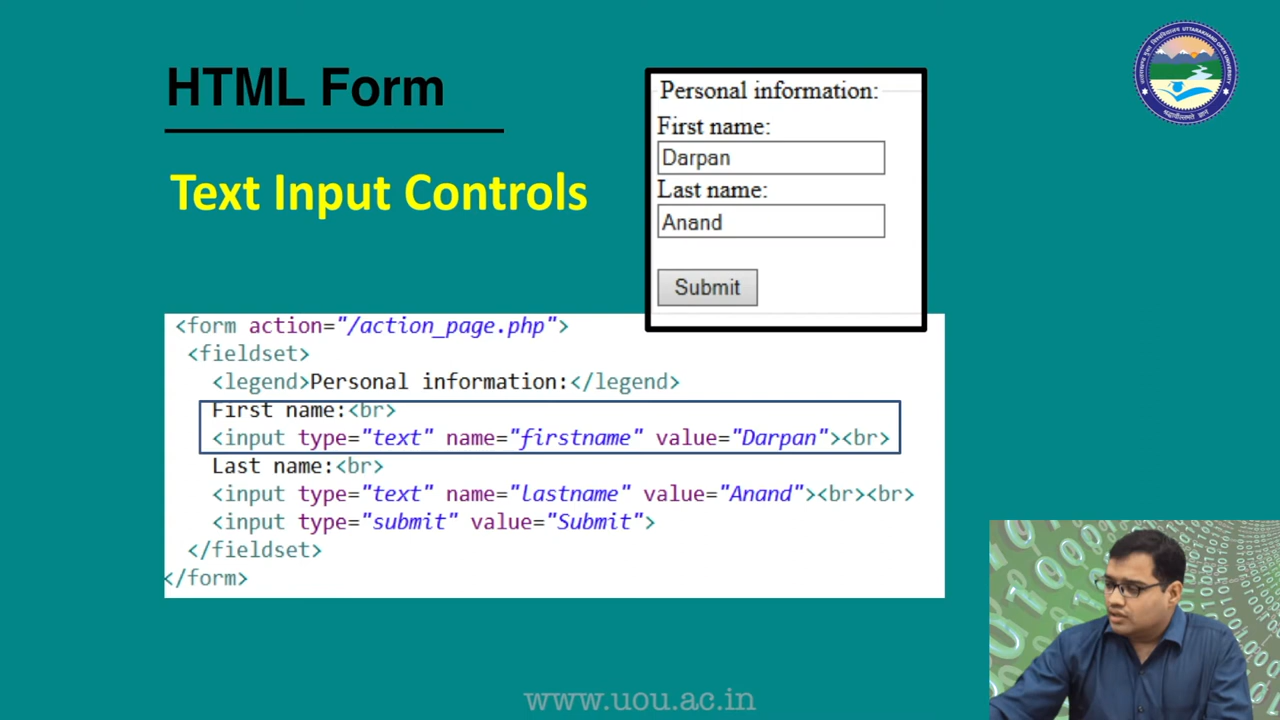 HTML Form
Text Input Controls
Personal information:
First name:
Darpan
Last name:
Anand
Submit
UTTARAKHAND OPEN UNIVERSITY
<form action="/action_page.php">
<fieldset>
<legend>Personal information:</legend>
First name:<br>
<input type="text" name="firstname" value="Darpan"><br>
Last name:<br>
<input type="text" name="lastname" value="Anand"><br><br>
<input type="submit" value="Submit">
</fieldset>
</form>
www.uou.ac.in